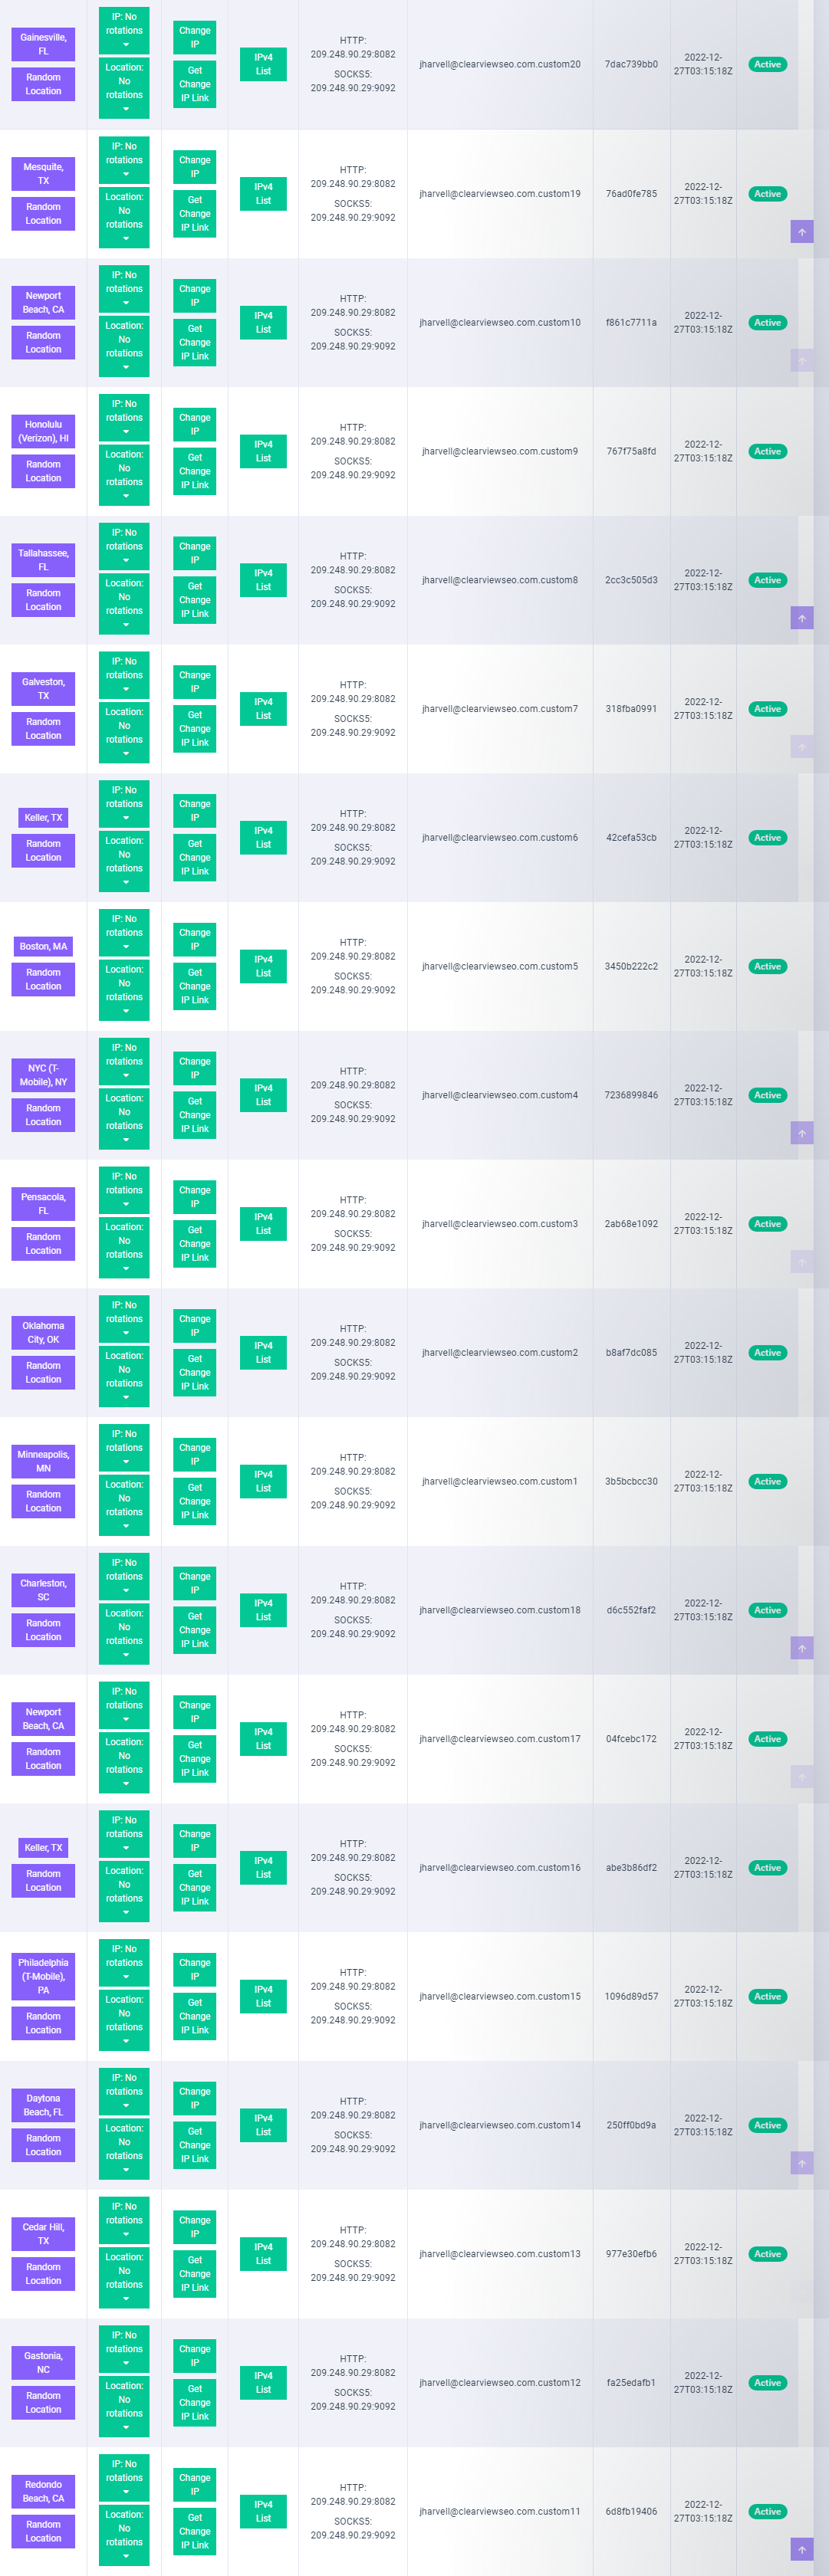 Gainesville,
FL
Random
Location
IP: No
rotations
Location:
No
rotations
Change
IP
Get
Change
IP Link
IPv4
List
HTTP:
209.248.90.29:8082
SOCKS5:
209.248.90.29:9092
jharvell@clearviewseo.com.custom20
7dac739bb0
2022-12-
27T03:15:18Z
Active
Mesquite,
TX
Random
Location
IP: No
rotations
Location:
No
rotations
Change
IP
Get
Change
IP Link
IPv4
List
HTTP:
209.248.90.29:8082
SOCKS5:
209.248.90.29:9092
jharvell@clearviewseo.com.custom19
76ad0fe785
2022-12-
27T03:15:18Z
Active
Newport
Beach, CA
Random
Location
IP: No
rotations
Location:
No
rotations
Change
IP
Get
Change
IP Link
IPv4
List
HTTP:
209.248.90.29:8082
SOCKS5:
209.248.90.29:9092
jharvell@clearviewseo.com.custom10
f861c7711a
2022-12-
27T03:15:18Z
Active
Honolulu
(Verizon), HI
Random
Location
IP: No
rotations
Location:
No
rotations
Change
IP
Get
Change
IP Link
IPv4
List
HTTP:
209.248.90.29:8082
SOCKS5:
209.248.90.29:9092
jharvell@clearviewseo.com.custom9
767f75a8fd
2022-12-
27T03:15:18Z
Active
Tallahassee,
FL
Random
Location
IP: No
rotations
Location:
No
rotations
Change
IP
Get
Change
IP Link
IPv4
List
HTTP:
209.248.90.29:8082
SOCKS5:
209.248.90.29:9092
jharvell@clearviewseo.com.custom8
2cc3c505d3
2022-12-
27T03:15:18Z
Active
Galveston,
TX
Random
Location
IP: No
rotations
Location:
No
rotations
Change
IP
Get
Change
IP Link
IPv4
List
HTTP:
209.248.90.29:8082
SOCKS5:
209.248.90.29:9092
jharvell@clearviewseo.com.custom7
318fba0991
2022-12-
27T03:15:18Z
Active
Keller, TX
Random
Location
IP: No
rotations
Location:
No
rotations
Change
IP
Get
Change
IP Link
IPv4
List
HTTP:
209.248.90.29:8082
SOCKS5:
209.248.90.29:9092
jharvell@clearviewseo.com.custom6
42cefa53cb
2022-12-
27T03:15:18Z
Active
Boston, MA
Random
Location
IP: No
rotations
Location:
No
rotations
Change
IP
Get
Change
IP Link
IPv4
List
HTTP:
209.248.90.29:8082
SOCKS5:
209.248.90.29:9092
jharvell@clearviewseo.com.custom5
3450b222c2
2022-12-
27T03:15:18Z
Active
NYC (T-
Mobile), NY
Random
Location
IP: No
rotations
Location:
No
rotations
Change
IP
Get
Change
IP Link
IPv4
List
HTTP:
209.248.90.29:8082
SOCKS5:
209.248.90.29:9092
jharvell@clearviewseo.com.custom4
7236899846
2022-12-
27T03:15:18Z
Active
Pensacola,
FL
Random
Location
IP: No
rotations
Location:
No
rotations
Change
IP
Get
Change
IP Link
IPv4
List
HTTP:
209.248.90.29:8082
SOCKS5:
209.248.90.29:9092
jharvell@clearviewseo.com.custom3
2ab68e1092
2022-12-
27T03:15:18Z
Active
Oklahoma
City, OK
Random
Location
IP: No
rotations
Location:
No
rotations
Change
IP
Get
Change
IP Link
IPv4
List
HTTP:
209.248.90.29:8082
SOCKS5:
209.248.90.29:9092
jharvell@clearviewseo.com.custom2
b8af7dc085
2022-12-
27T03:15:18Z
Active
Minneapolis,
MN
Random
Location
IP: No
rotations
Location:
No
rotations
Change
IP
Get
Change
IP Link
IPv4
List
HTTP:
209.248.90.29:8082
SOCKS5:
209.248.90.29:9092
jharvell@clearviewseo.com.custom1
3b5bcbcc30
2022-12-
27T03:15:18Z
Active
Charleston,
SC
Random
Location
IP: No
rotations
Location:
No
rotations
Change
IP
Get
Change
IP Link
IPv4
List
HTTP:
209.248.90.29:8082
SOCKS5:
209.248.90.29:9092
jharvell@clearviewseo.com.custom18
d6c552faf2
2022-12-
27T03:15:18Z
Active
Newport
Beach, CA
Random
Location
IP: No
rotations
Location:
No
rotations
Change
IP
Get
Change
IP Link
IPv4
List
HTTP:
209.248.90.29:8082
SOCKS5:
209.248.90.29:9092
jharvell@clearviewseo.com.custom17
04fcebc172
2022-12-
27T03:15:18Z
Active
Keller, TX
Random
Location
IP: No
rotations
Location:
No
rotations
Change
IP
Get
Change
IP Link
IPv4
List
HTTP:
209.248.90.29:8082
SOCKS5:
209.248.90.29:9092
jharvell@clearviewseo.com.custom16
abe3b86df2
2022-12-
27T03:15:18Z
Active
Philadelphia
(T-Mobile),
PA
Random
Location
IP: No
rotations
Location:
No
rotations
Change
IP
Get
Change
IP Link
IPv4
List
HTTP:
209.248.90.29:8082
SOCKS5:
209.248.90.29:9092
jharvell@clearviewseo.com.custom15
1096d89d57
2022-12-
27T03:15:18Z
Active
Daytona
Beach, FL
Random
Location
IP: No
rotations
Location:
No
rotations
Change
IP
Get
Change
IP Link
IPv4
List
HTTP:
209.248.90.29:8082
SOCKS5:
209.248.90.29:9092
jharvell@clearviewseo.com.custom14
250ff0bd9a
2022-12-
27T03:15:18Z
Active
Cedar Hill,
TX
Random
Location
IP: No
rotations
Location:
No
rotations
Change
IP
Get
Change
IP Link
IPv4
List
HTTP:
209.248.90.29:8082
SOCKS5:
209.248.90.29:9092
jharvell@clearviewseo.com.custom13
977e30efb6
2022-12-
27T03:15:18Z
Active
Gastonia,
NC
Random
Location
IP: No
rotations
Location:
No
rotations
Change
IP
Get
Change
IP Link
IPv4
List
HTTP:
209.248.90.29:8082
SOCKS5:
209.248.90.29:9092
jharvell@clearviewseo.com.custom12
fa25edafb1
2022-12-
27T03:15:18Z
Active
Redondo
Beach, CA
Random
Location
IP: No
rotations
Location:
No
rotations
Change
IP
Get
Change
IP Link
IPv4
List
HTTP:
209.248.90.29:8082
SOCKS5:
209.248.90.29:9092
jharvell@clearviewseo.com.custom11
6d8fb19406
2022-12-
27T03:15:18Z
Active